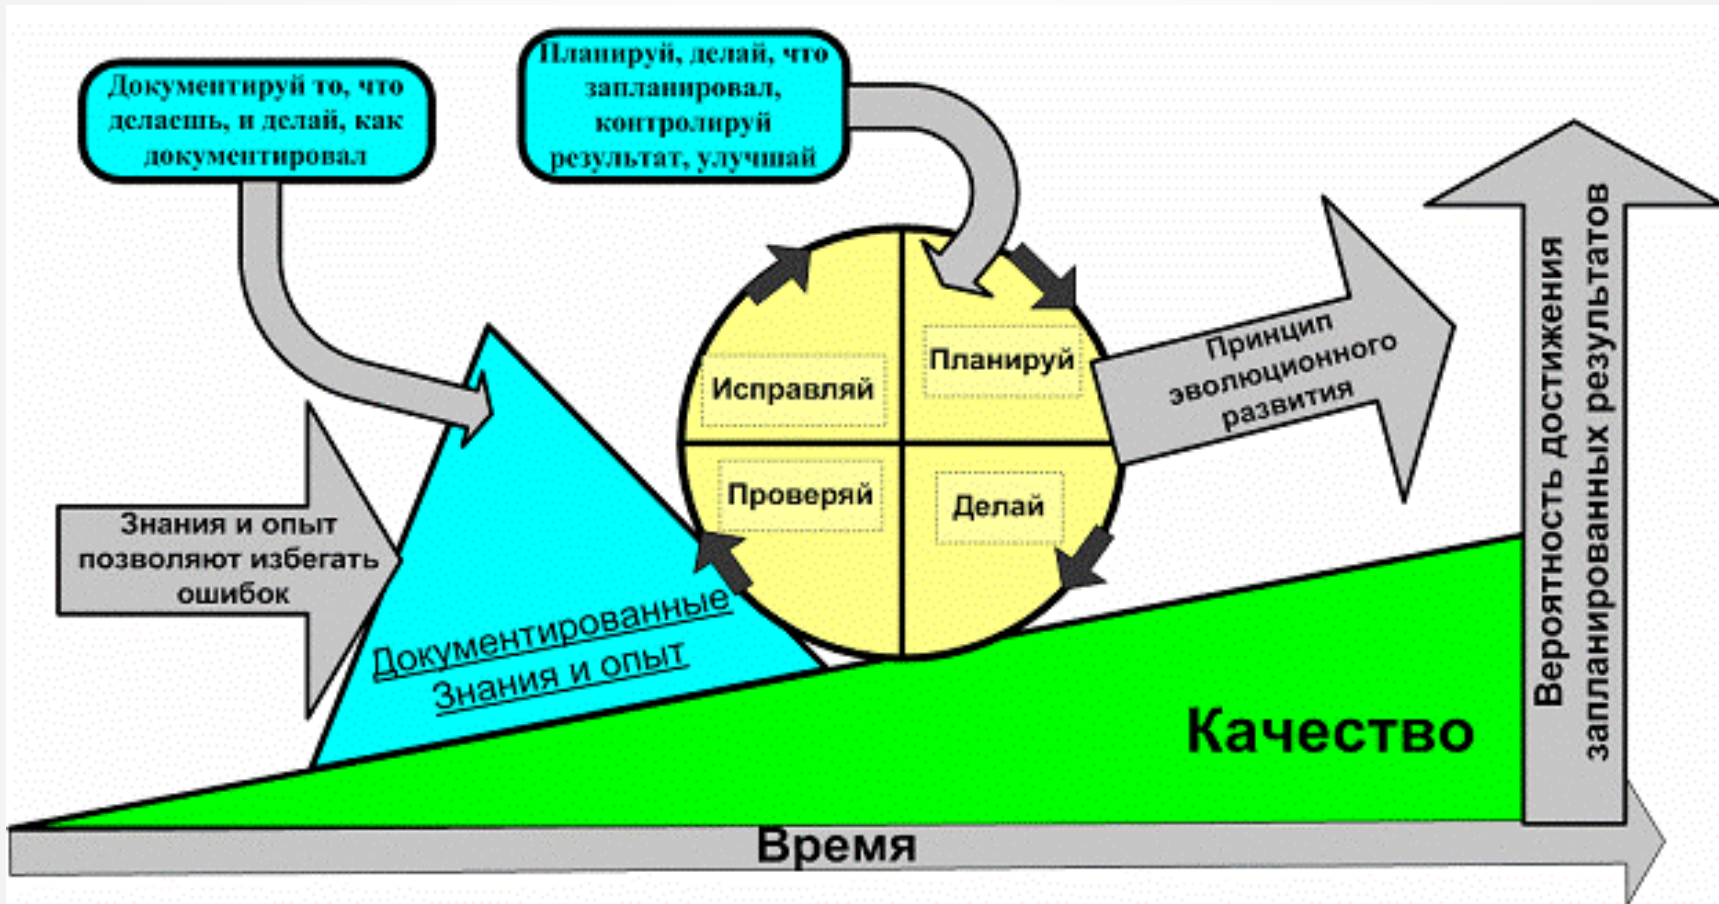 Документируй то, что
делаешь, и делай, как
документировал
Планируй, делай, что
запланировал,
контролируй
результат, улучшай
Исправляй
Планируй
Проверяй
Делай
Принцип
эволюционного
развития
Вероятность достижения
запланированных результатов
Знания и опыт
позволяют избегать
ошибок
Документированные
Знания и опыт
Качество
Время